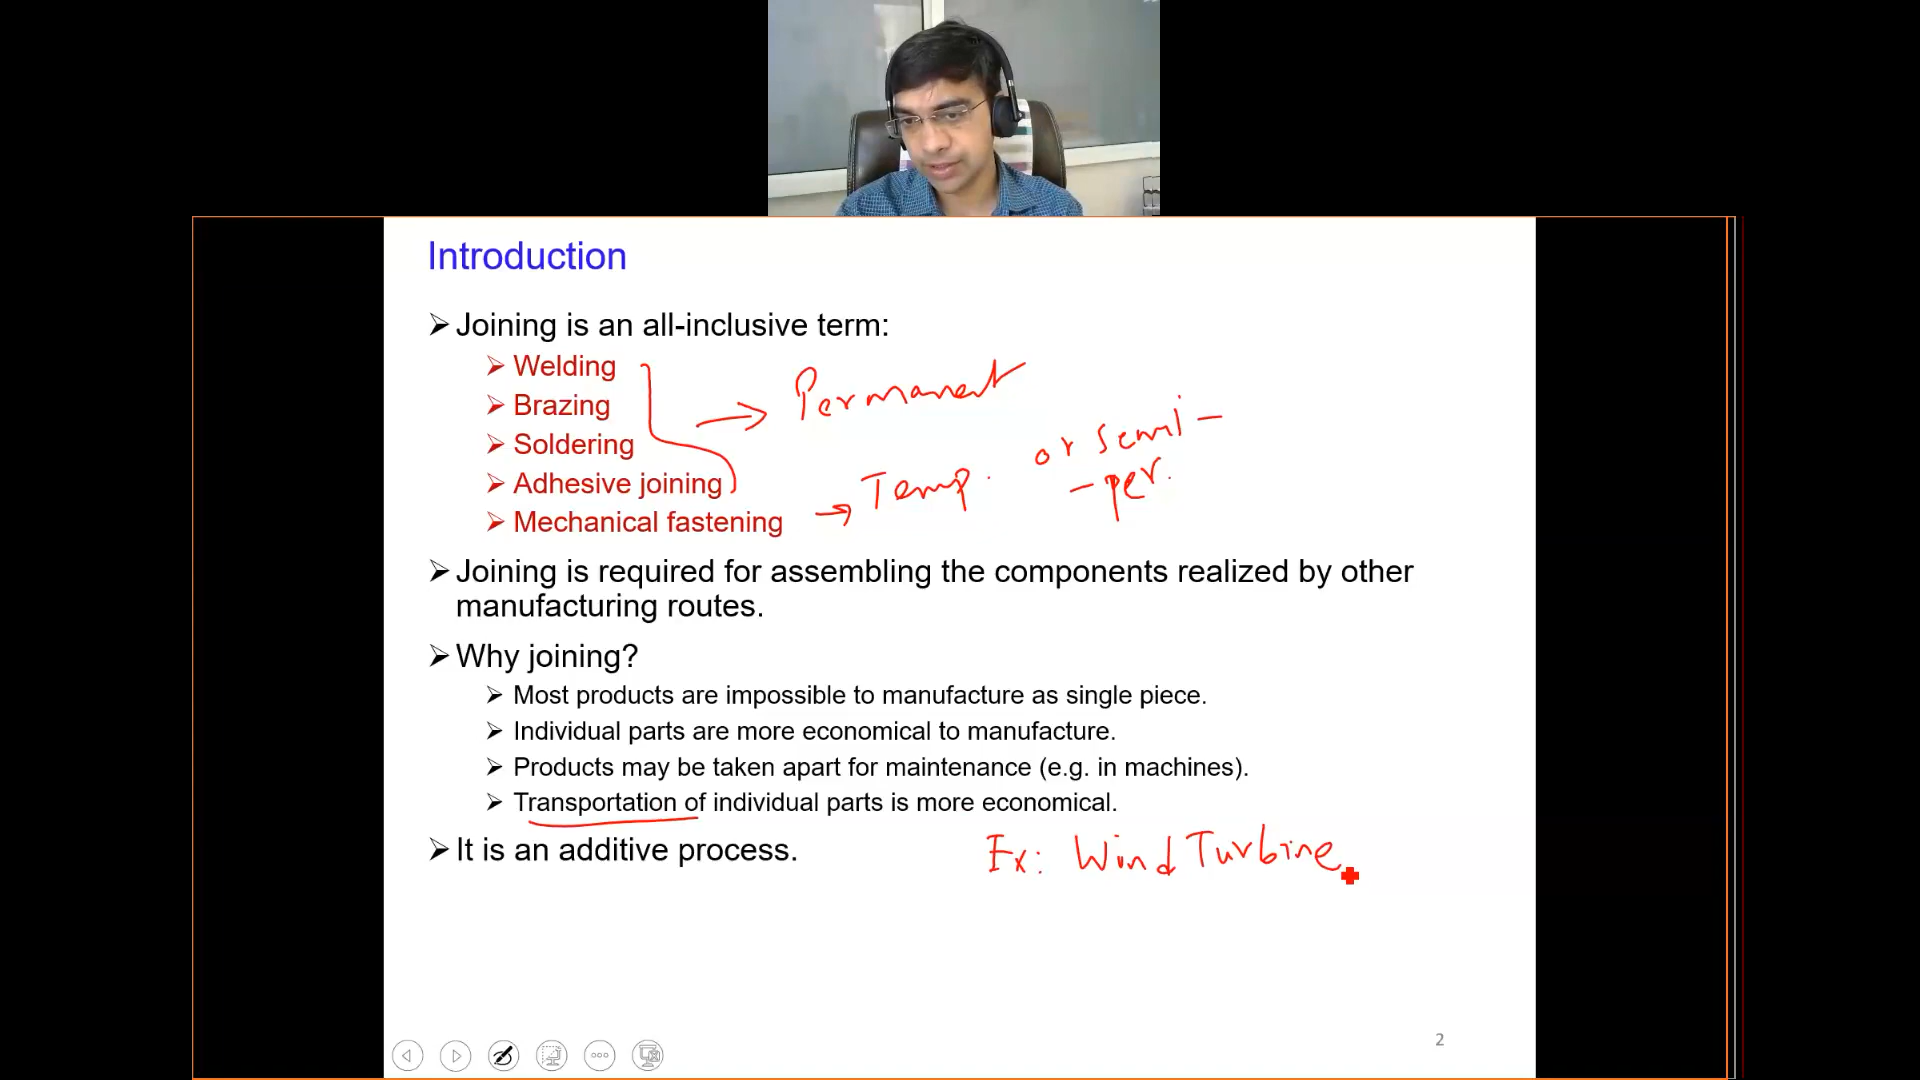 Introduction
➢ Joining is an all-inclusive term:
➢ Welding
➢ Brazing
➢ Soldering
➢ Adhesive joining
➢ Mechanical fastening
→ Permanent
→ Temp. or semi-
-per.
➢ Joining is required for assembling the components realized by other
manufacturing routes.
➢ Why joining?
➢ Most products are impossible to manufacture as single piece.
➢ Individual parts are more economical to manufacture.
➢ Products may be taken apart for maintenance (e.g. in machines).
➢ Transportation of individual parts is more economical.
➢ It is an additive process.
Ex: Wind Turbine
2